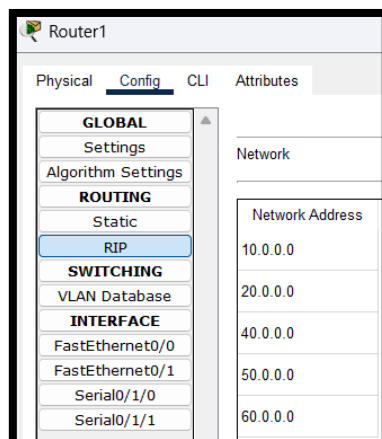 Router1
Physical Config CLI Attributes
GLOBAL
Settings
Algorithm Settings
ROUTING
Static
RIP
SWITCHING
VLAN Database
INTERFACE
FastEthernet0/0
FastEthernet0/1
Serial0/1/0
Serial0/1/1
Network
Network Address
10.0.0.0
20.0.0.0
40.0.0.0
50.0.0.0
60.0.0.0